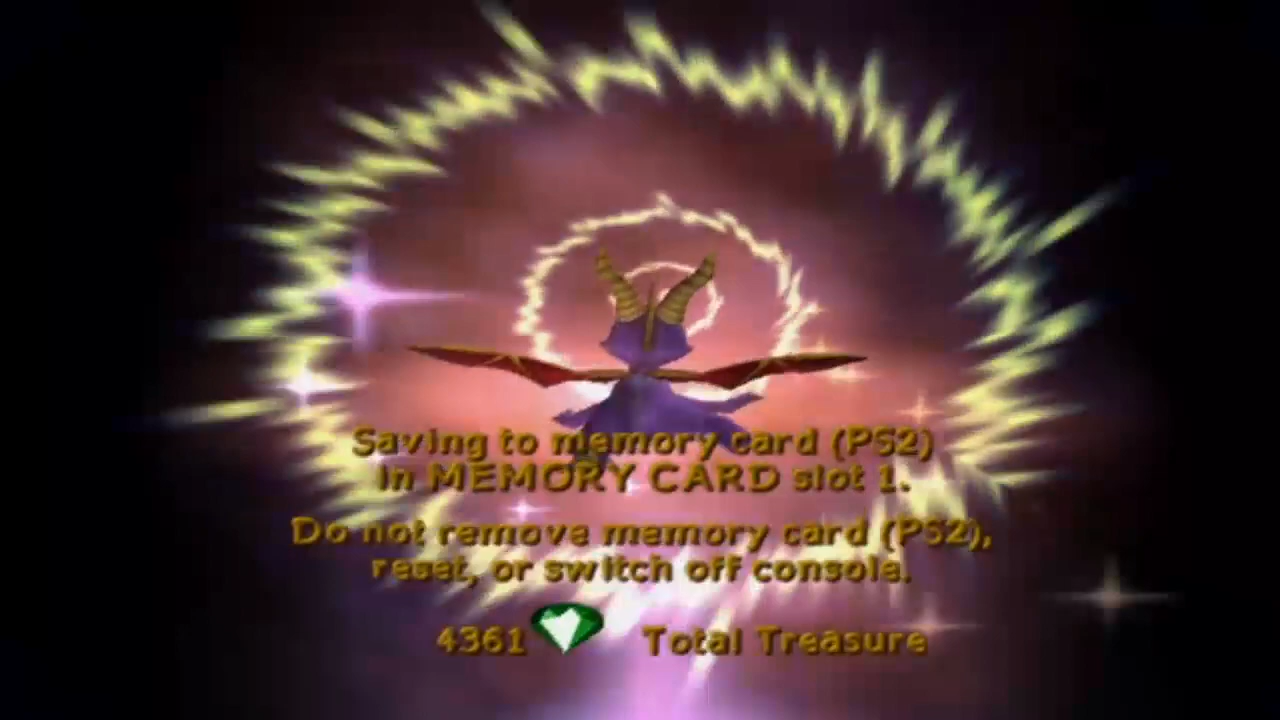 Saving to memory card (PS2)
in MEMORY CARD slot 1.
Do not remove memory card (PS2),
reset, or switch off console.
4361 Total Treasure